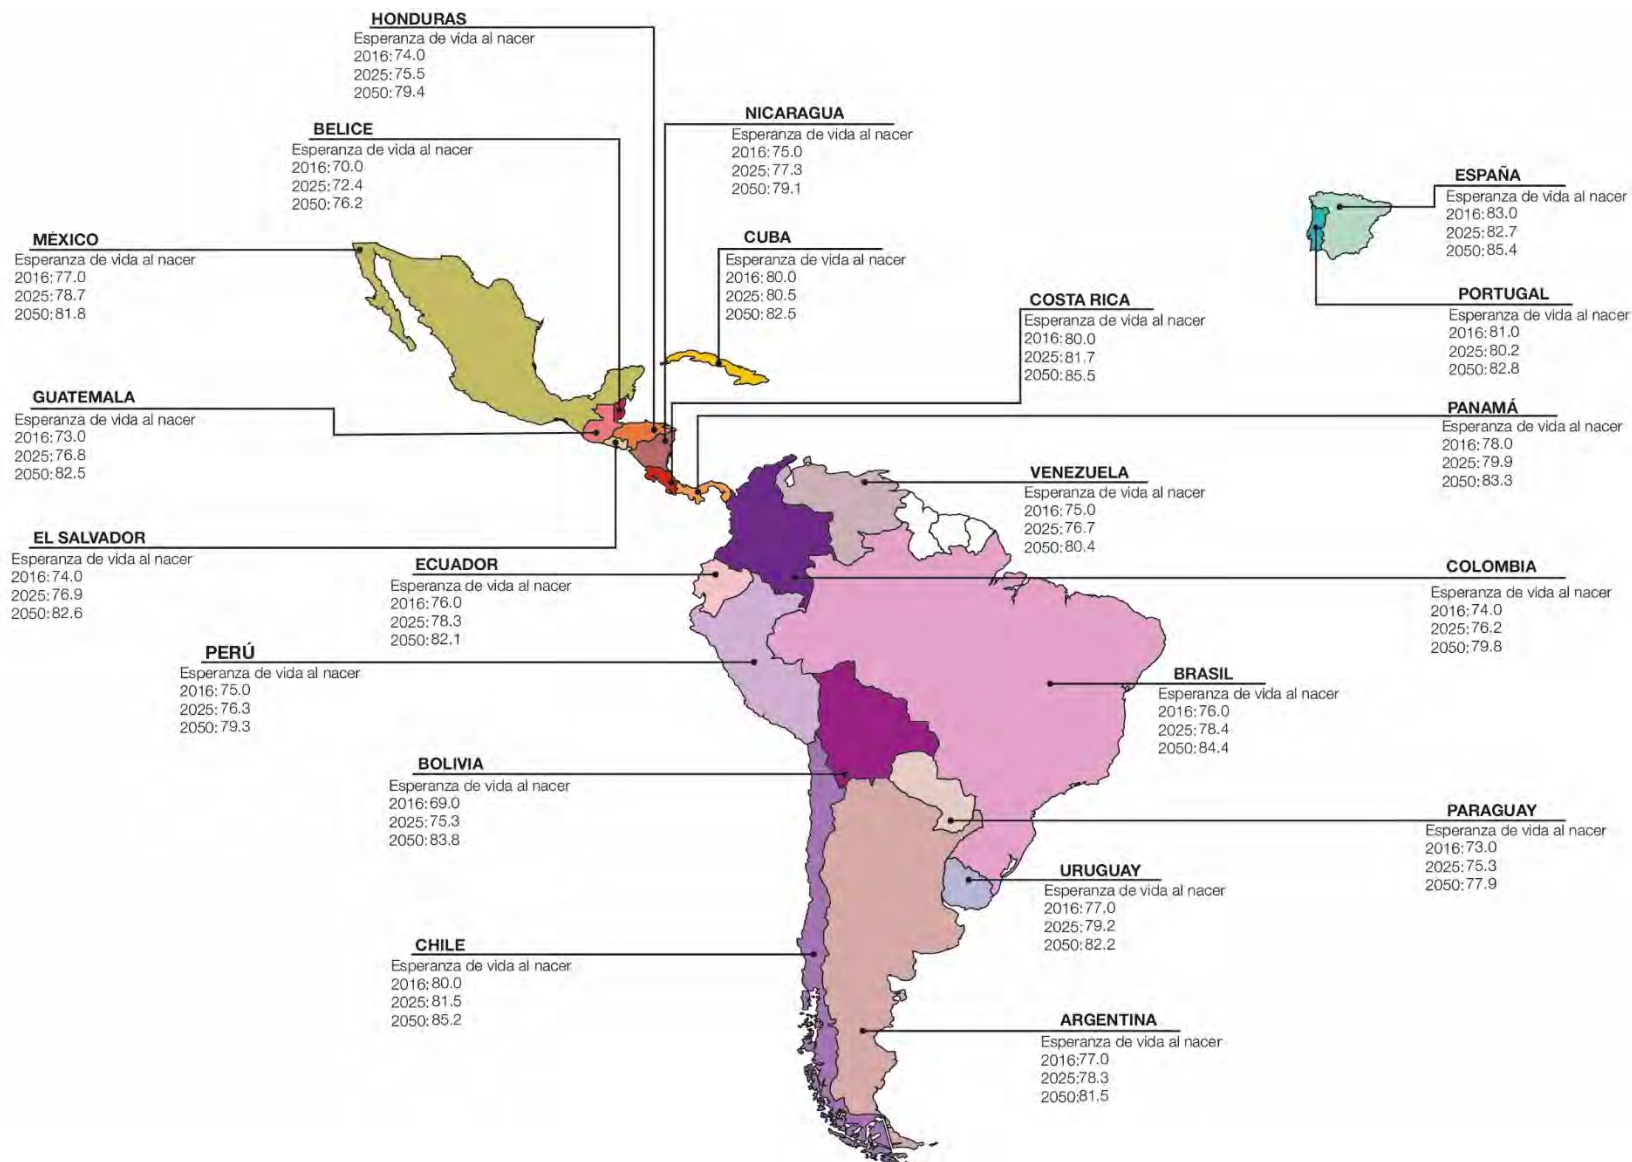 HONDURAS
Esperanza de vida al nacer
2016:74.0
2025:75.5
2050:79.4
NICARAGUA
Esperanza de vida al nacer
2016:75.0
2025:77.3
2050:79.1
BELICE
Esperanza de vida al nacer
2016:70.0
2025:72.4
2050:76.2
ESPAÑA
Esperanza de vida al nacer
2016:83.0
2025:82.7
2050:85.4
MÉXICO
Esperanza de vida al nacer
2016:77.0
2025:78.7
2050:81.8
CUBA
Esperanza de vida al nacer
2016:80.0
2025:80.5
2050:82.5
COSTA RICA
Esperanza de vida al nacer
2016:80.0
2025:81.7
2050:85.5
PORTUGAL
Esperanza de vida al nacer
2016:81.0
2025:80.2
2050:82.8
GUATEMALA
Esperanza de vida al nacer
2016:73.0
2025:76.8
2050:82.5
PANAMÁ
Esperanza de vida al nacer
2016:78.0
2025:79.9
2050:83.3
VENEZUELA
Esperanza de vida al nacer
2016:75.0
2025:76.7
2050:80.4
EL SALVADOR
Esperanza de vida al nacer
2016:74.0
2025:76.9
2050:82.6
ECUADOR
Esperanza de vida al nacer
2016:76.0
2025:78.3
2050:82.1
COLOMBIA
Esperanza de vida al nacer
2016:74.0
2025:76.2
2050:79.8
PERÚ
Esperanza de vida al nacer
2016:75.0
2025:76.3
2050:79.3
BRASIL
Esperanza de vida al nacer
2016:76.0
2025:78.4
2050:84.4
BOLIVIA
Esperanza de vida al nacer
2016:69.0
2025:75.3
2050:83.8
PARAGUAY
Esperanza de vida al nacer
2016:73.0
2025:75.3
2050:77.9
URUGUAY
Esperanza de vida al nacer
2016:77.0
2025:79.2
2050:82.2
CHILE
Esperanza de vida al nacer
2016:80.0
2025:81.5
2050:85.2
ARGENTINA
Esperanza de vida al nacer
2016:77.0
2025:78.3
2050:81.5